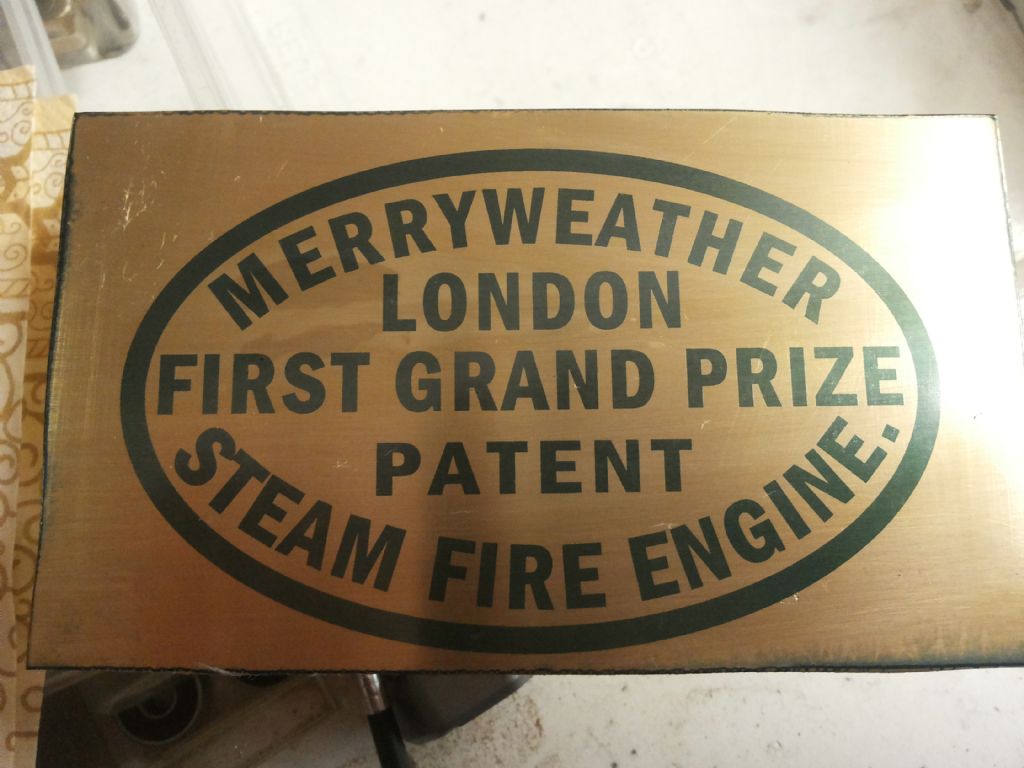 MERRYWEATHER
LONDON
FIRST GRAND PRIZE
PATENT
STEAM FIRE ENGINE.